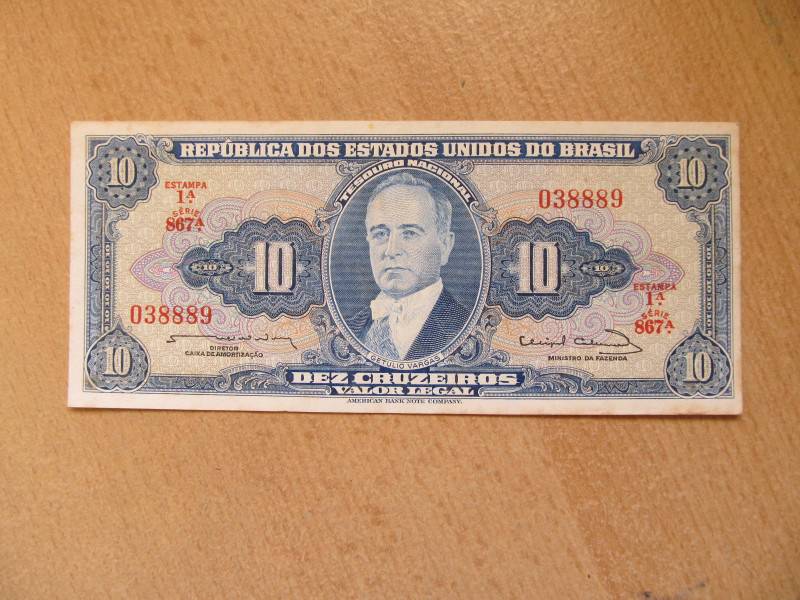 REPÚBLICA DOS ESTADOS UNIDOS DO BRASIL
TESOURO NACIONAL
10
10
ESTAMPA
1ª.
SÉRIE
867ª.
038889
10
10
10
10
038889
ESTAMPA
1ª.
SÉRIE
867ª.
DIRETOR
CAIXA DE AMORTIZAÇÃO
GETULIO VARGAS
MINISTRO DA FAZENDA
10
10
DEZ CRUZEIROS
VALOR LEGAL
AMERICAN BANK NOTE COMPANY.